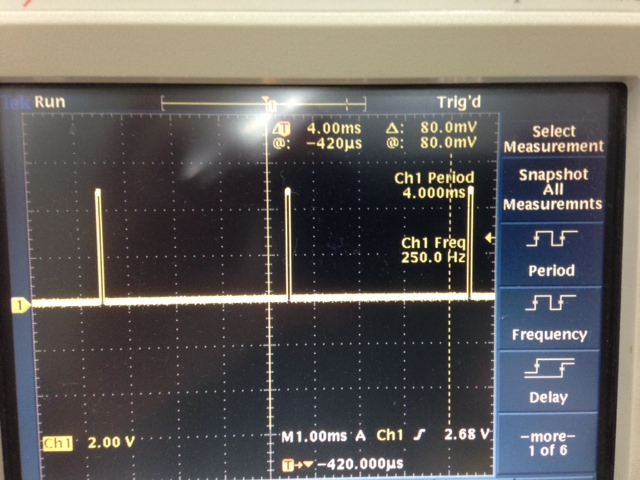 Tek Run Trig'd
Δ T 4.00ms Δ: 80.0mV
@: -420µs @: 80.0mV
Ch1 Period
4.000ms
Ch1 Freq
250.0 Hz
1
Ch1 2.00 V M1.00ms A Ch1 2.68 V
T→▼ -420.000µs
Select
Measurement
Snapshot
All
Measuremnts
Period
Frequency
Delay
-more-
1 of 6